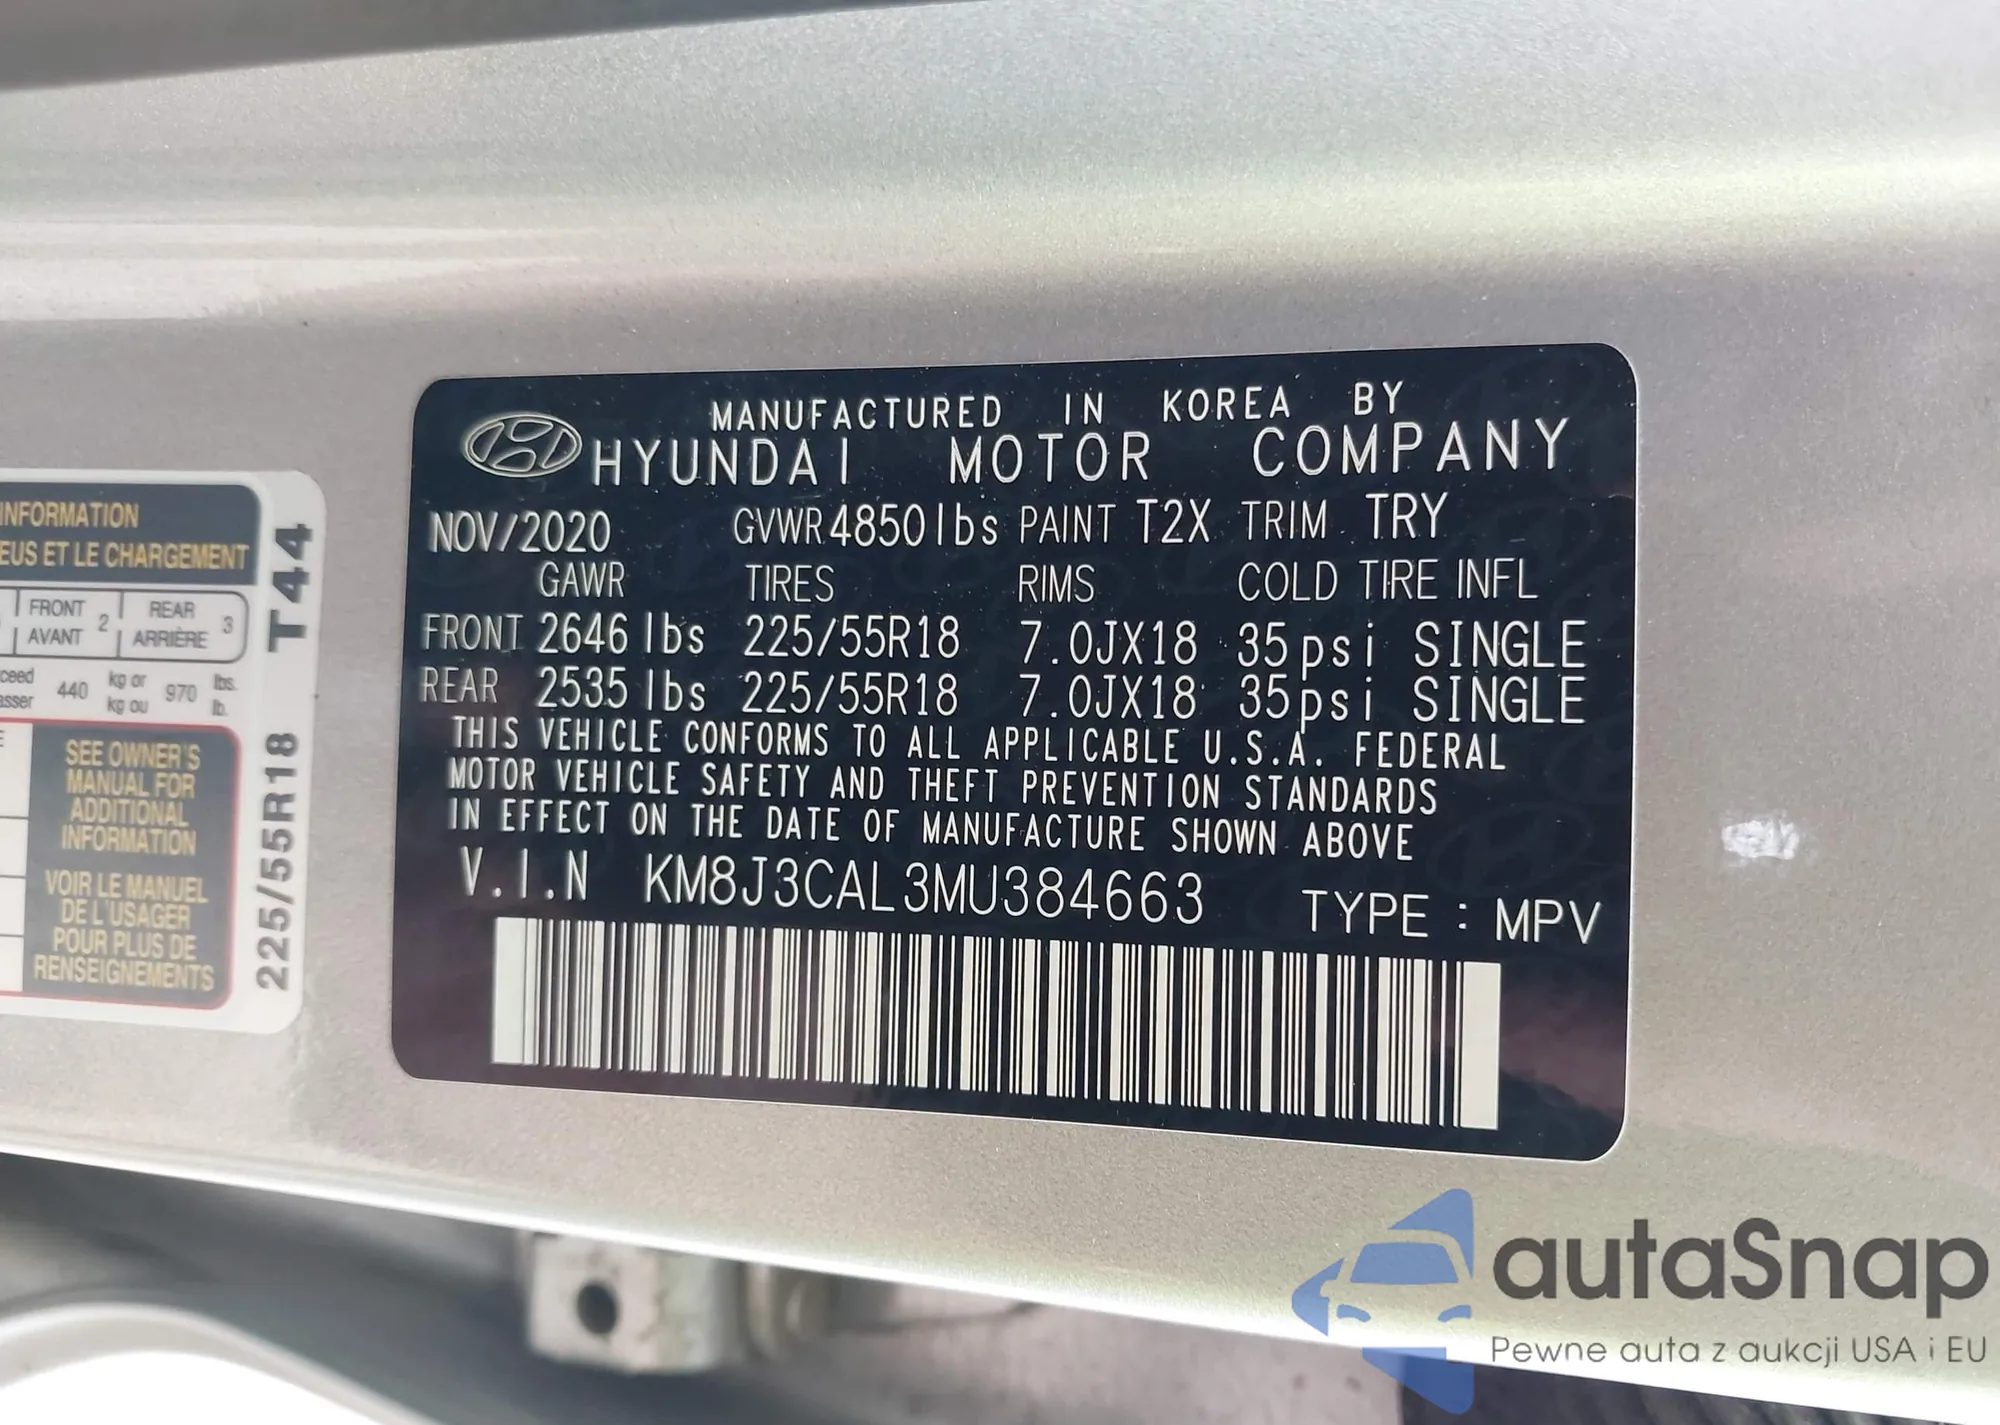 MANUFACTURED IN KOREA BY
HYUNDAI MOTOR COMPANY
NOV/2020 GVWR 4850 lbs PAINT T2X TRIM TRY
GAWR TIRES RIMS COLD TIRE INFL
FRONT 2646 lbs 225/55R18 7.0JX18 35psi SINGLE
REAR 2535 lbs 225/55R18 7.0JX18 35psi SINGLE
THIS VEHICLE CONFORMS TO ALL APPLICABLE U.S.A. FEDERAL
MOTOR VEHICLE SAFETY AND THEFT PREVENTION STANDARDS
IN EFFECT ON THE DATE OF MANUFACTURE SHOWN ABOVE
V.I.N KM8J3CAL3MU384663 TYPE : MPV
INFORMATION
EUS ET LE CHARGEMENT
FRONT 2 REAR 3
AVANT ARRIÈRE
440 kg or 970 lbs.
kg ou lb.
SEE OWNER'S
MANUAL FOR
ADDITIONAL
INFORMATION
VOIR LE MANUEL
DE L'USAGER
POUR PLUS DE
RENSEIGNEMENTS
225/55R18 T44
autaSnap
Pewne auta z aukcji USA i EU